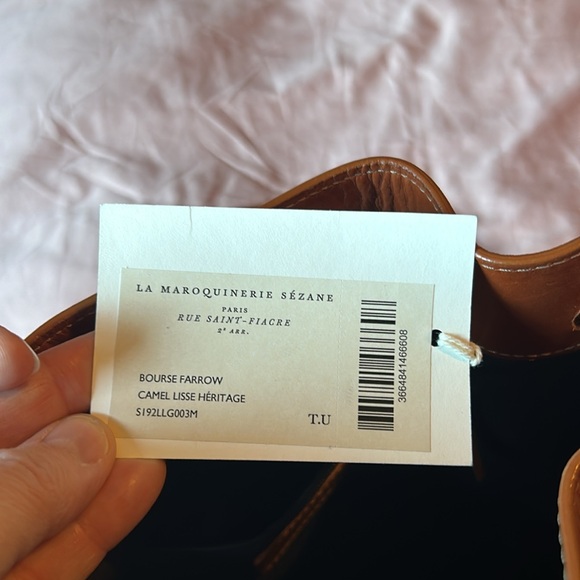 LA MAROQUINERIE SÉZANE
PARIS
RUE SAINT-FIACRE
2e ARR.
BOURSE FARROW
CAMEL LISSE HÉRITAGE
S192LLG003M
T.U
3664841466608